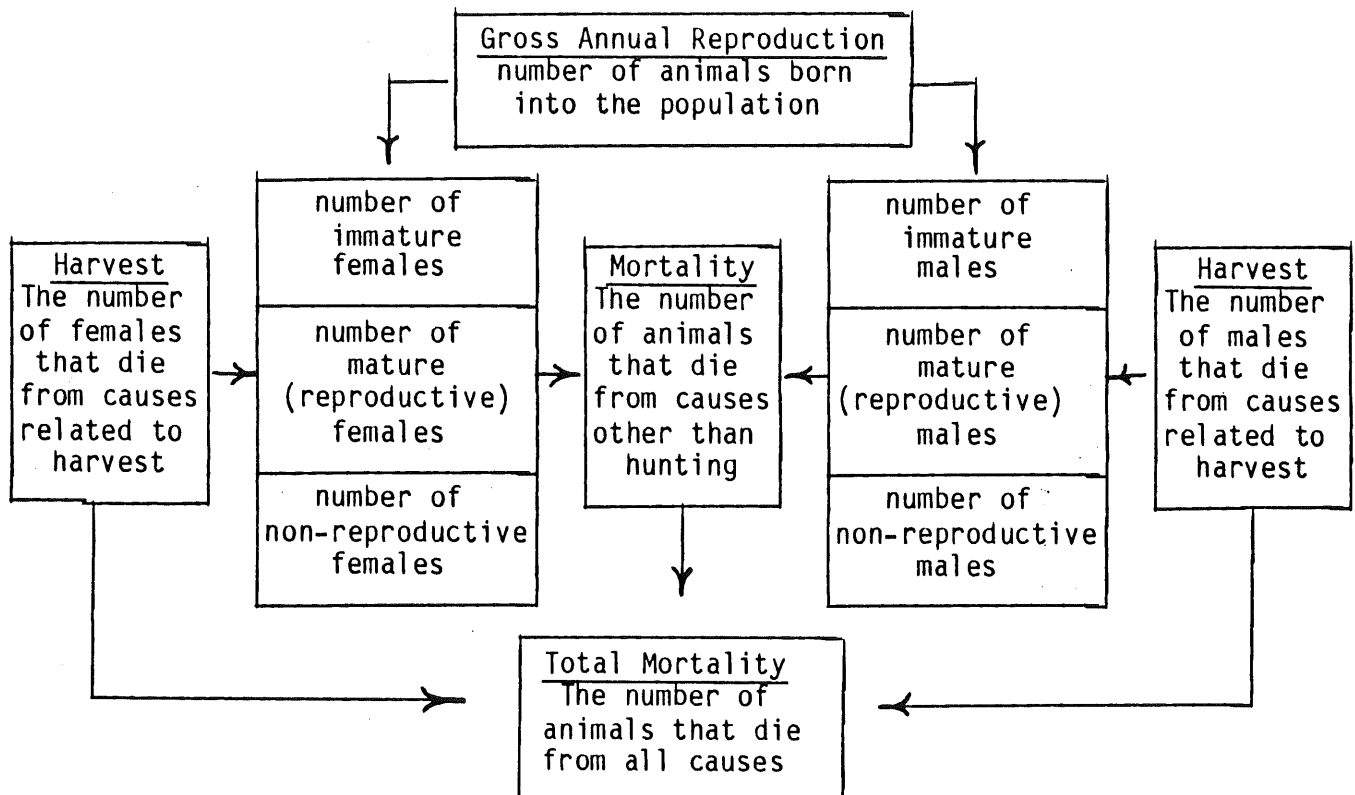 Gross Annual Reproduction
number of animals born
into the population
Harvest
The number
of females
that die
from causes
related to
harvest
number of
immature
females
number of
mature
(reproductive)
females
number of
non-reproductive
females
Mortality
The number
of animals
that die
from causes
other than
hunting
number of
immature
males
number of
mature
(reproductive)
males
number of
non-reproductive
males
Harvest
The number
of males
that die
from causes
related to
harvest
Total Mortality
The number of
animals that die
from all causes